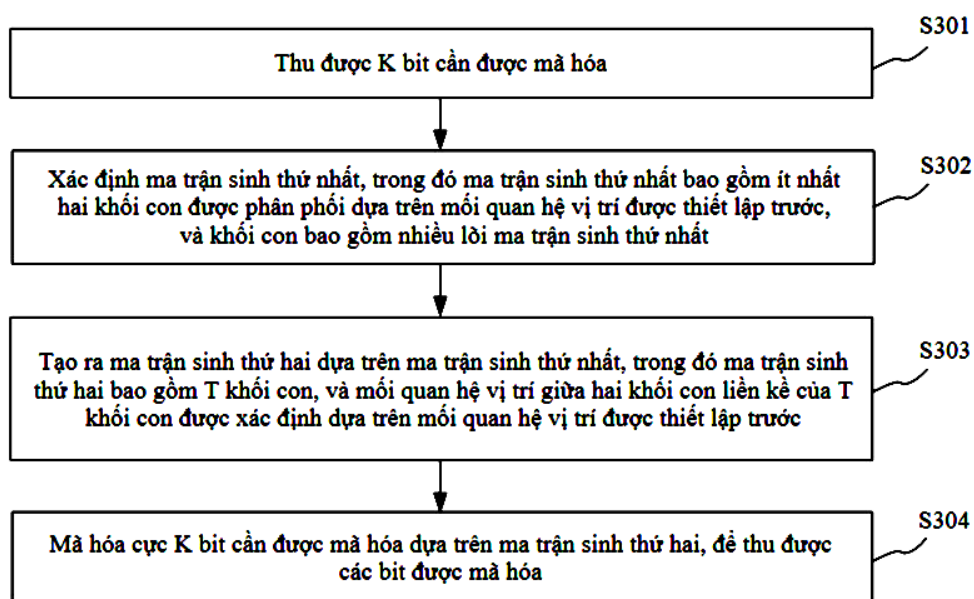 S301
Thu được K bit cần được mã hóa
S302
Xác định ma trận sinh thứ nhất, trong đó ma trận sinh thứ nhất bao gồm ít nhất
hai khối con được phân phối dựa trên mối quan hệ vị trí được thiết lập trước,
và khối con bao gồm nhiều lõi ma trận sinh thứ nhất
S303
Tạo ra ma trận sinh thứ hai dựa trên ma trận sinh thứ nhất, trong đó ma trận sinh
thứ hai bao gồm T khối con, và mối quan hệ vị trí giữa hai khối con liền kề của T
khối con được xác định dựa trên mối quan hệ vị trí được thiết lập trước
S304
Mã hóa cực K bit cần được mã hóa dựa trên ma trận sinh thứ hai, để thu được
các bit được mã hóa